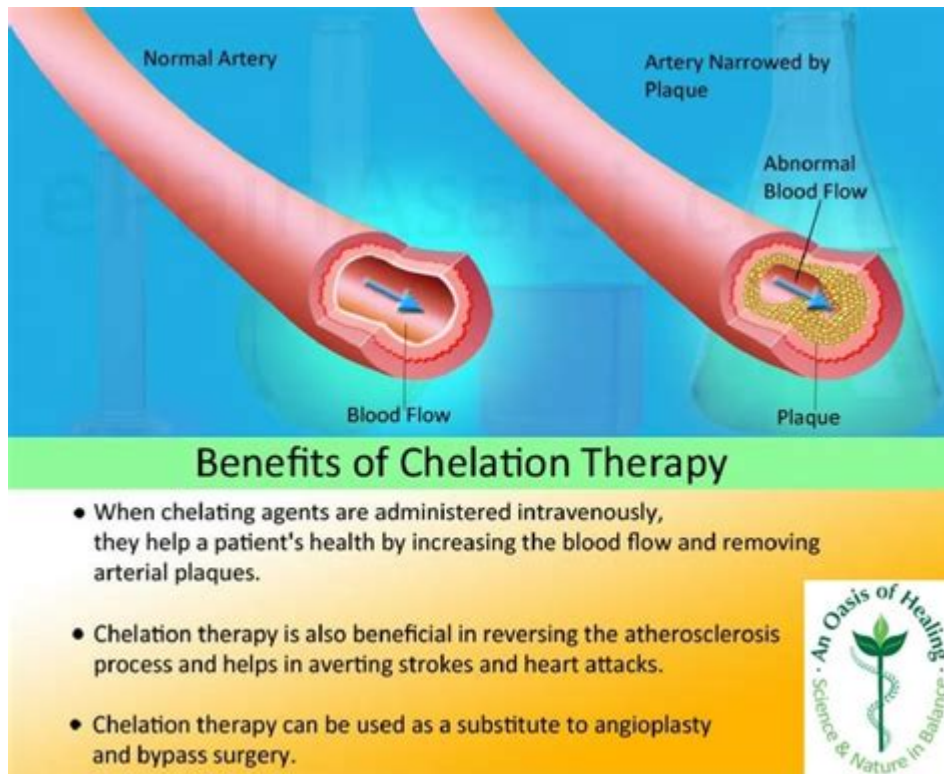 Normal Artery
Artery Narrowed by
Plaque
Abnormal
Blood Flow
Blood Flow
Plaque
Benefits of Chelation Therapy
• When chelating agents are administered intravenously,
they help a patient's health by increasing the blood flow and removing
arterial plaques.
• Chelation therapy is also beneficial in reversing the atherosclerosis
process and helps in averting strokes and heart attacks.
• Chelation therapy can be used as a substitute to angioplasty
and bypass surgery.
· An Oasis of Healing ·
Science & Nature in Balance